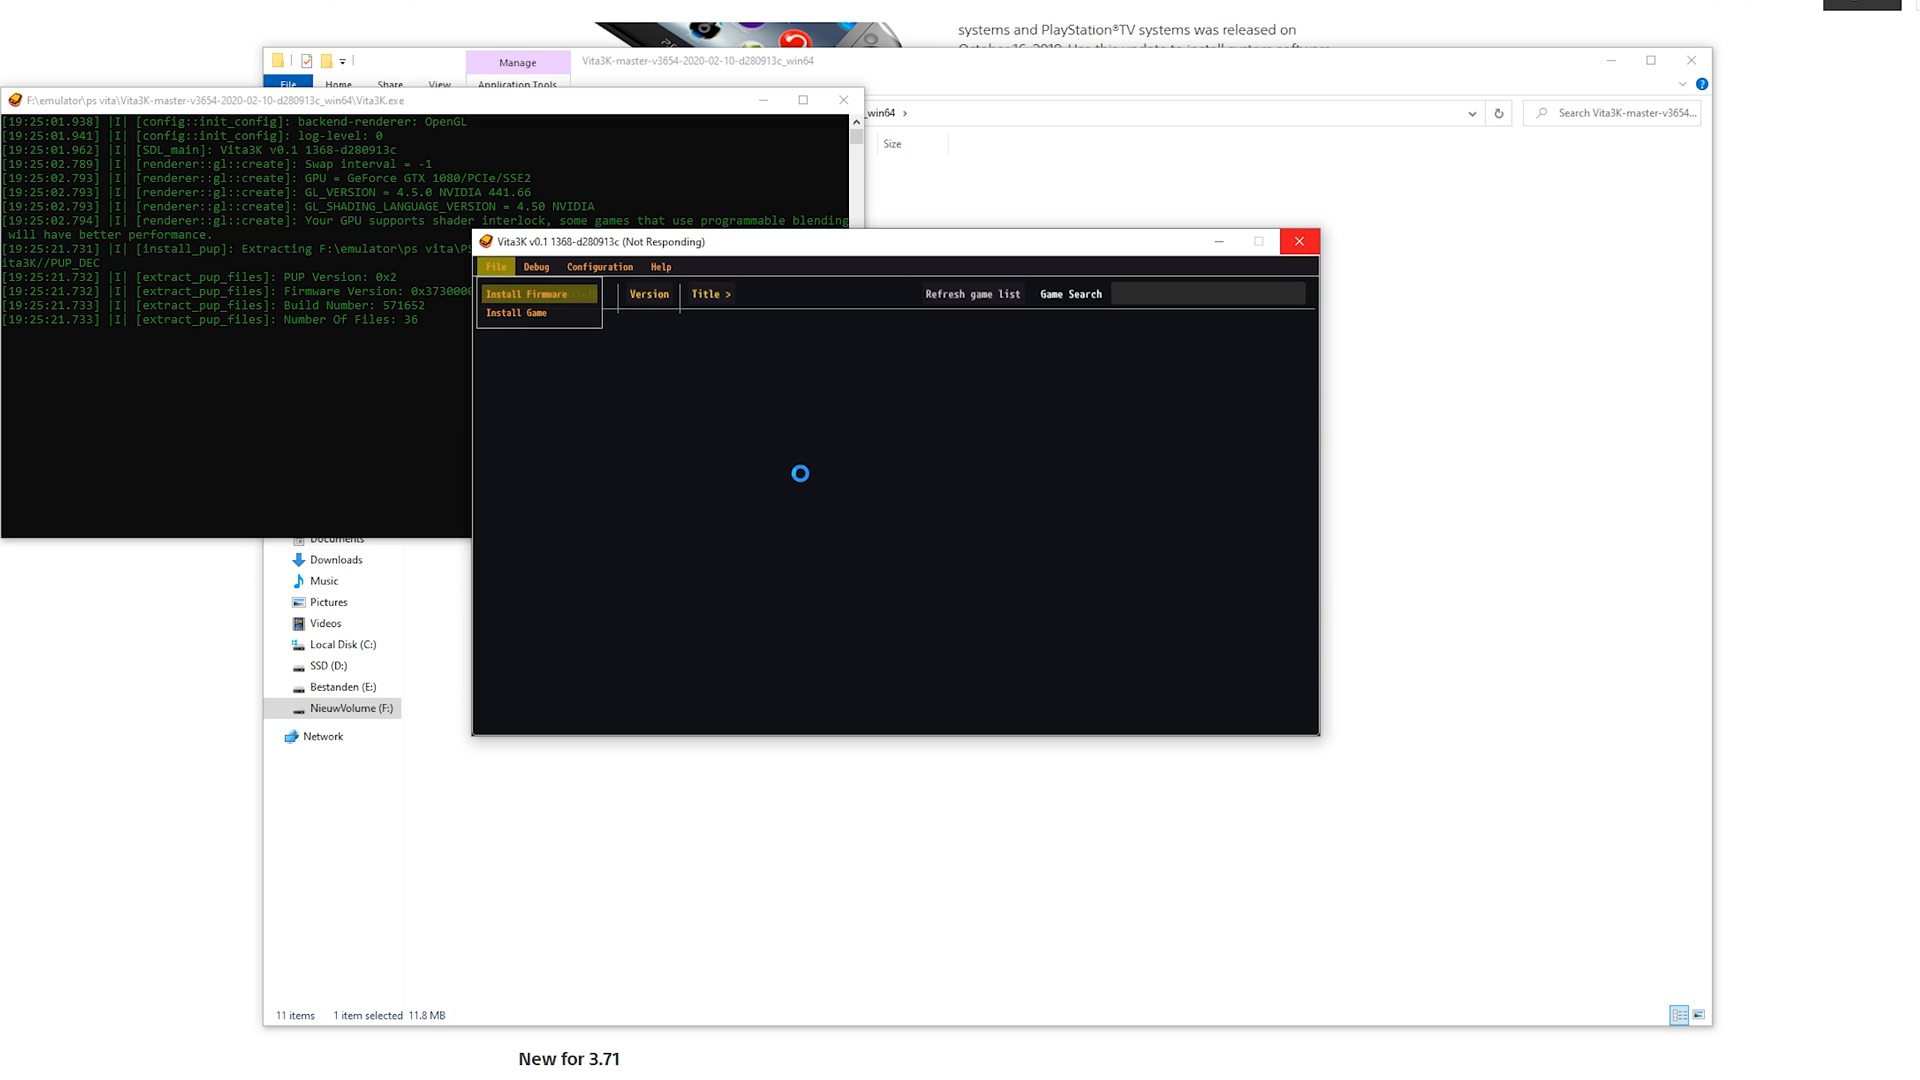 systems and PlayStation®TV systems was released on
Manage
Vita3K-master-v3654-2020-02-10-d280913c_win64
File
Home
Share
View
Application Tools
F:\emulator\ps vita\Vita3K-master-v3654-2020-02-10-d280913c_win64\Vita3K.exe
_win64
Search Vita3K-master-v3654...
Size
[19:25:01.938] |I| [config::init_config]: backend-renderer: OpenGL
[19:25:01.941] |I| [config::init_config]: log-level: 0
[19:25:01.962] |I| [SDL_main]: Vita3K v0.1 1368-d280913c
[19:25:02.789] |I| [renderer::gl::create]: Swap interval = -1
[19:25:02.793] |I| [renderer::gl::create]: GPU = GeForce GTX 1080/PCIe/SSE2
[19:25:02.793] |I| [renderer::gl::create]: GL_VERSION = 4.5.0 NVIDIA 441.66
[19:25:02.793] |I| [renderer::gl::create]: GL_SHADING_LANGUAGE_VERSION = 4.50 NVIDIA
[19:25:02.794] |I| [renderer::gl::create]: Your GPU supports shader interlock, some games that use programmable blending
will have better performance.
[19:25:21.731] |I| [install_pup]: Extracting F:\emulator\ps vita\PS
ita3K//PUP_DEC
[19:25:21.732] |I| [extract_pup_files]: PUP Version: 0x2
[19:25:21.732] |I| [extract_pup_files]: Firmware Version: 0x3730000
[19:25:21.733] |I| [extract_pup_files]: Build Number: 571652
[19:25:21.733] |I| [extract_pup_files]: Number Of Files: 36
Vita3K v0.1 1368-d280913c (Not Responding)
File
Debug
Configuration
Help
Install Firmware
Install Game
Version
Title >
Refresh game list
Game Search
Documents
Downloads
Music
Pictures
Videos
Local Disk (C:)
SSD (D:)
Bestanden (E:)
NieuwVolume (F:)
Network
11 items
1 item selected 11.8 MB
New for 3.71